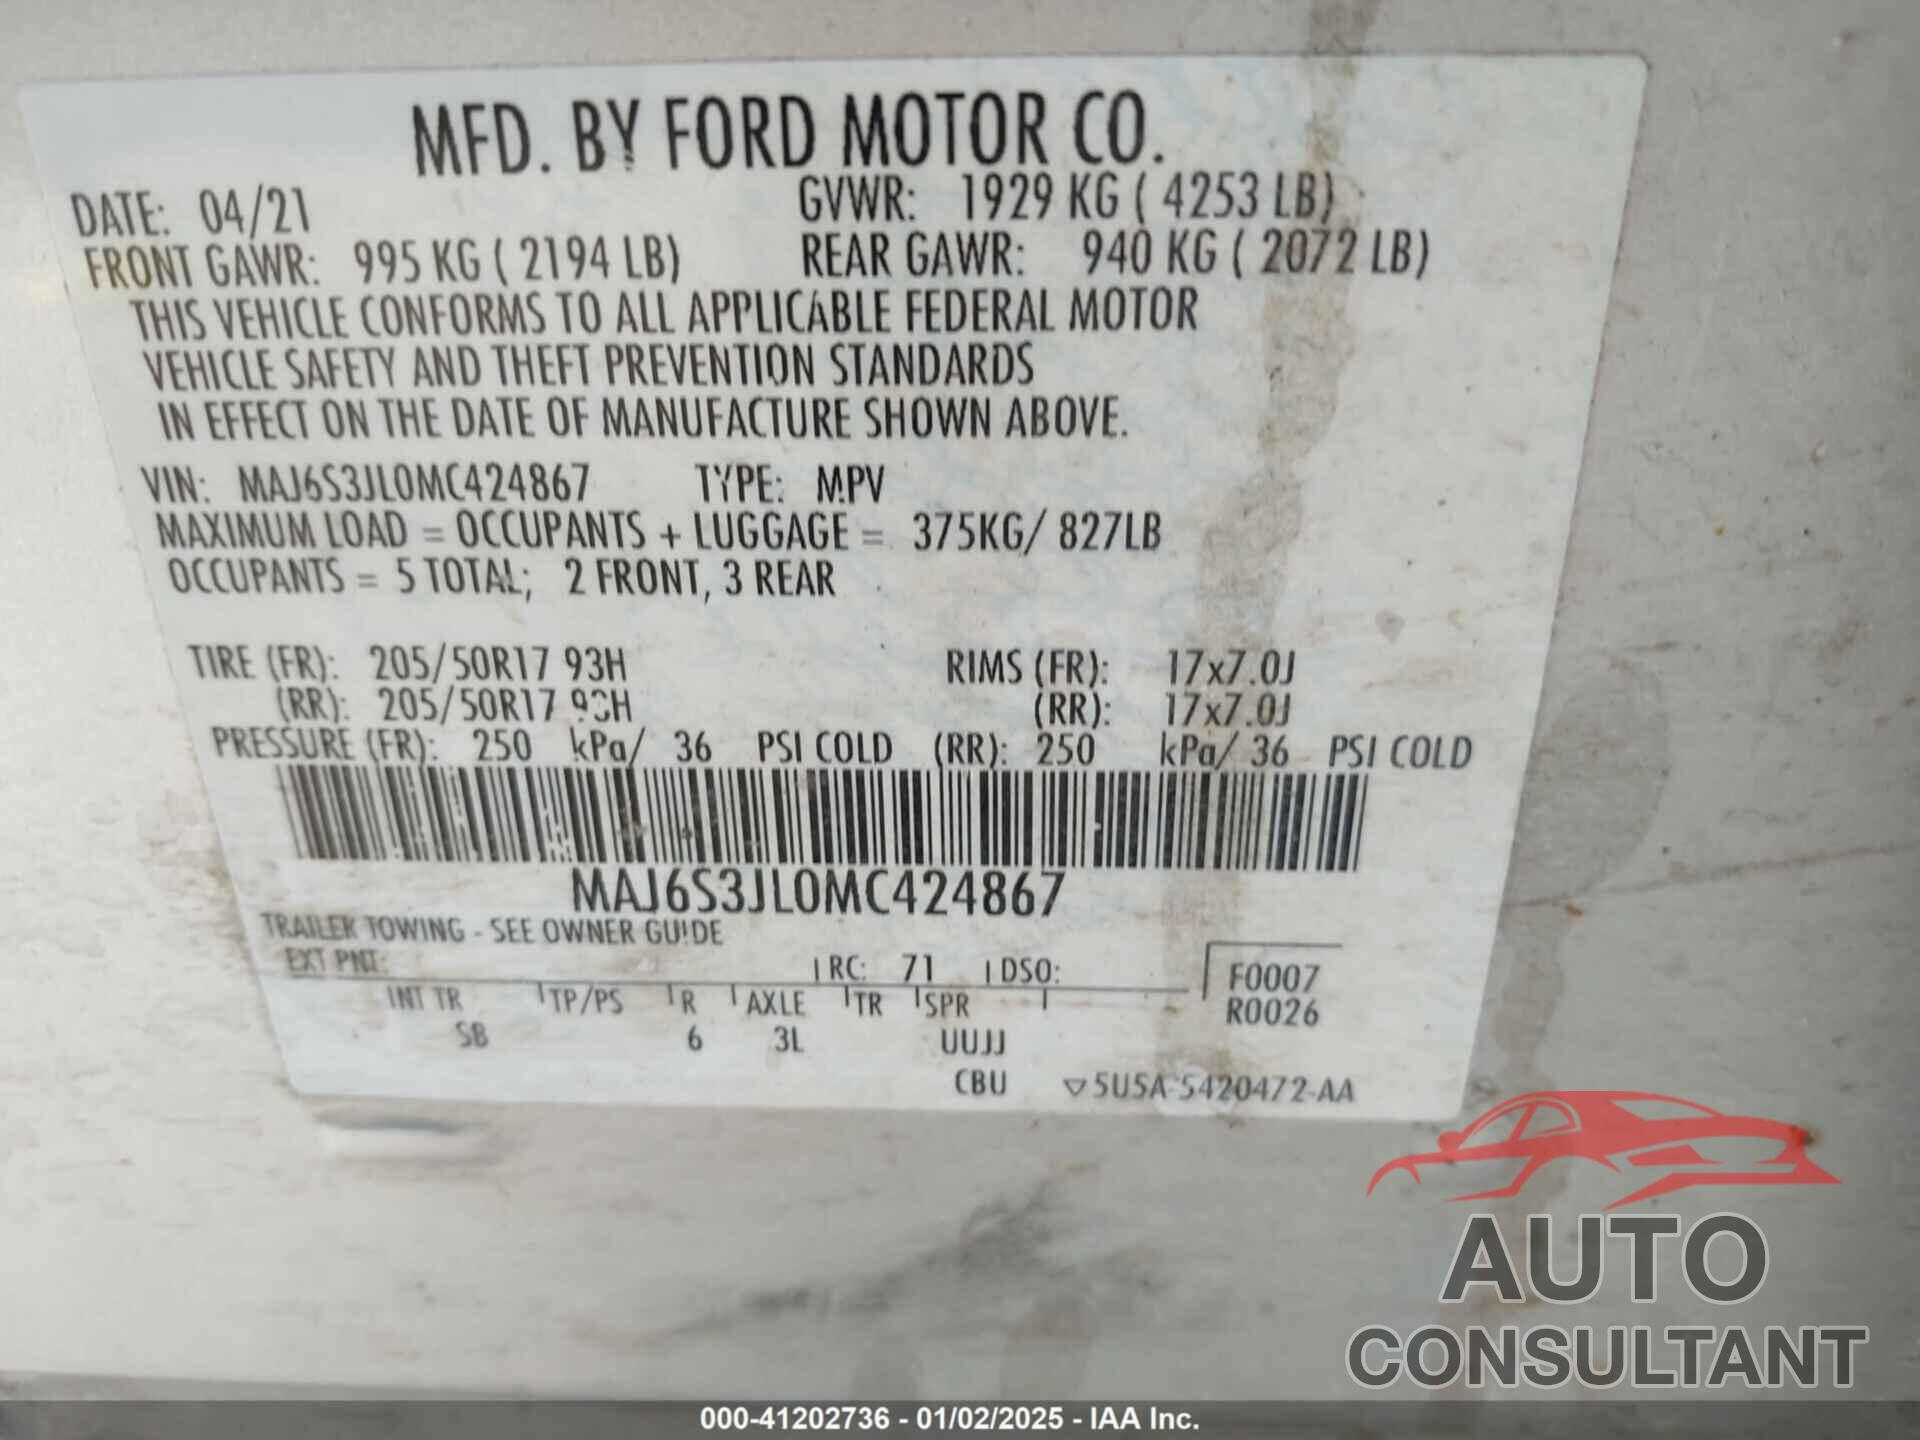 MFD. BY FORD MOTOR CO.
DATE: 04/21 GVWR: 1929 KG ( 4253 LB)
FRONT GAWR: 995 KG ( 2194 LB) REAR GAWR: 940 KG ( 2072 LB)
THIS VEHICLE CONFORMS TO ALL APPLICABLE FEDERAL MOTOR
VEHICLE SAFETY AND THEFT PREVENTION STANDARDS
IN EFFECT ON THE DATE OF MANUFACTURE SHOWN ABOVE.
VIN: MAJ6S3JL0MC424867 TYPE: MPV
MAXIMUM LOAD = OCCUPANTS + LUGGAGE = 375KG/ 827LB
OCCUPANTS = 5 TOTAL; 2 FRONT, 3 REAR
TIRE (FR): 205/50R17 93H RIMS (FR): 17x7.0J
(RR): 205/50R17 93H (RR): 17x7.0J
PRESSURE (FR): 250 kPa/ 36 PSI COLD (RR): 250 kPa/ 36 PSI COLD
MAJ6S3JL0MC424867
TRAILER TOWING - SEE OWNER GUIDE
EXT PNT: RC: 71 DSO: F0007
INT TR TP/PS R AXLE TR SPR R0026
SB 6 3L UUJJ
CBU ▽5U5A-5420472-AA
AUTO
CONSULTANT
000-41202736 - 01/02/2025 - IAA Inc.